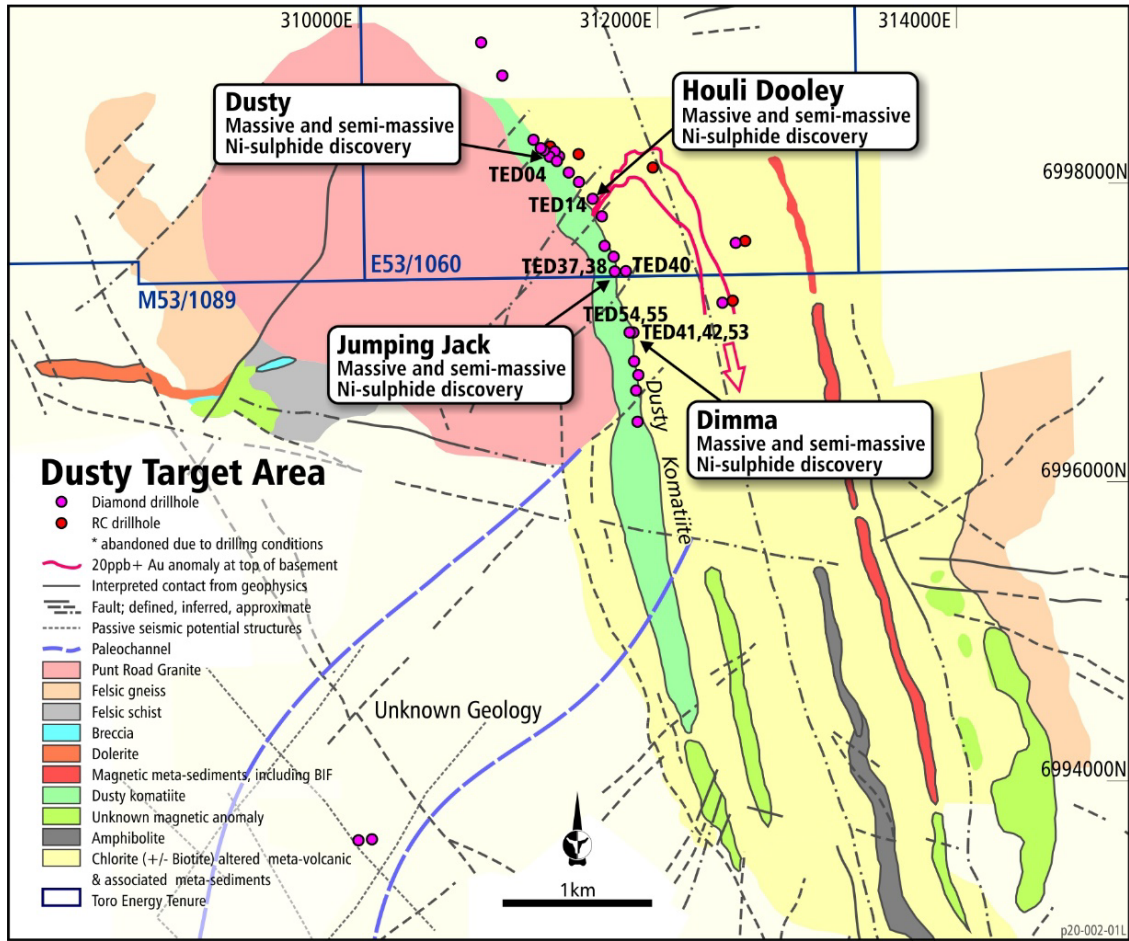 310000E
312000E
314000E
Dusty
Massive and semi-massive
Ni-sulphide discovery
Houli Dooley
Massive and semi-massive
Ni-sulphide discovery
TED04
6998000N
TED14
E53/1060
TED37,38
TED40
M53/1089
TED54,55
TED41,42,53
Jumping Jack
Massive and semi-massive
Ni-sulphide discovery
Dusty Komatiite
Dimma
Massive and semi-massive
Ni-sulphide discovery
6996000N
Dusty Target Area
Diamond drillhole
RC drillhole
* abandoned due to drilling conditions
20ppb+ Au anomaly at top of basement
Interpreted contact from geophysics
Fault; defined, inferred, approximate
Passive seismic potential structures
Paleochannel
Punt Road Granite
Felsic gneiss
Felsic schist
Breccia
Dolerite
Magnetic meta-sediments, including BIF
Dusty komatiite
Unknown magnetic anomaly
Amphibolite
Chlorite (+/- Biotite) altered meta-volcanic
& associated meta-sediments
Toro Energy Tenure
Unknown Geology
6994000N
1km
p20-002-01L